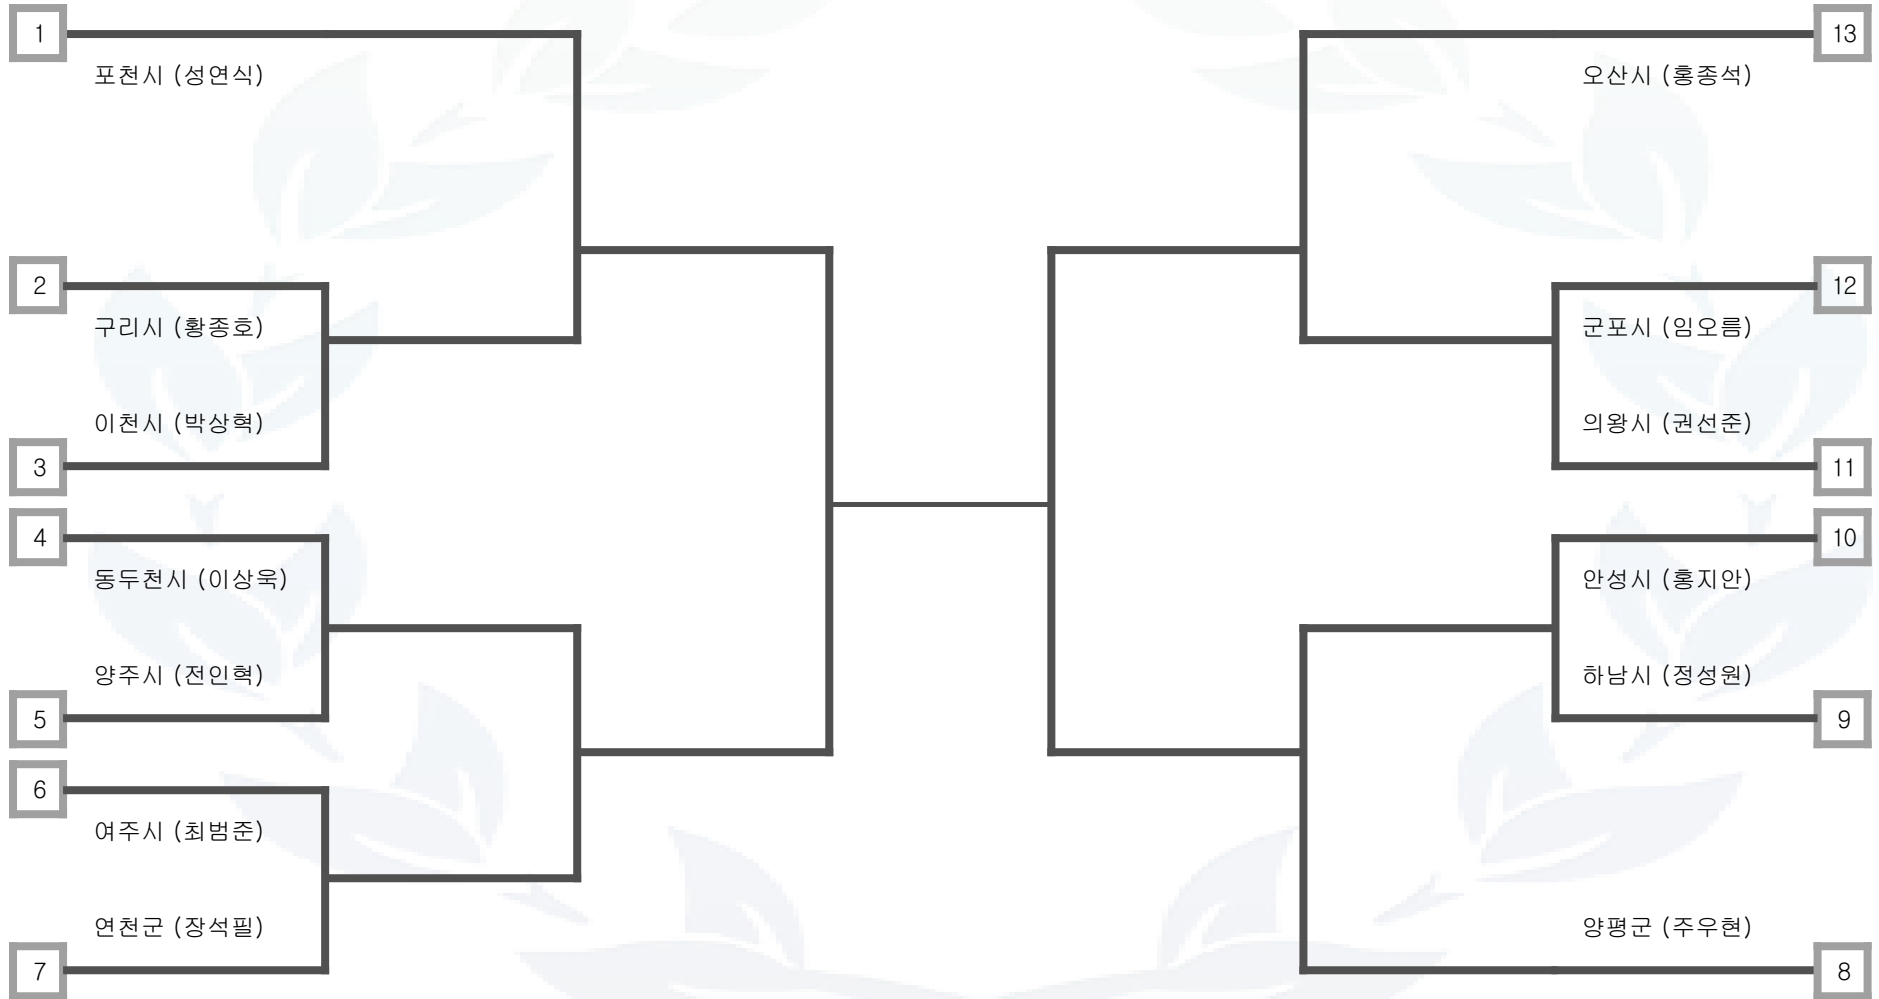 1
포천시 (성연식)
2
구리시 (황종호)
이천시 (박상혁)
3
4
동두천시 (이상욱)
양주시 (전인혁)
5
6
여주시 (최범준)
연천군 (장석필)
7
13
오산시 (홍종석)
12
군포시 (임오름)
의왕시 (권선준)
11
10
안성시 (홍지안)
하남시 (정성원)
9
양평군 (주우현)
8